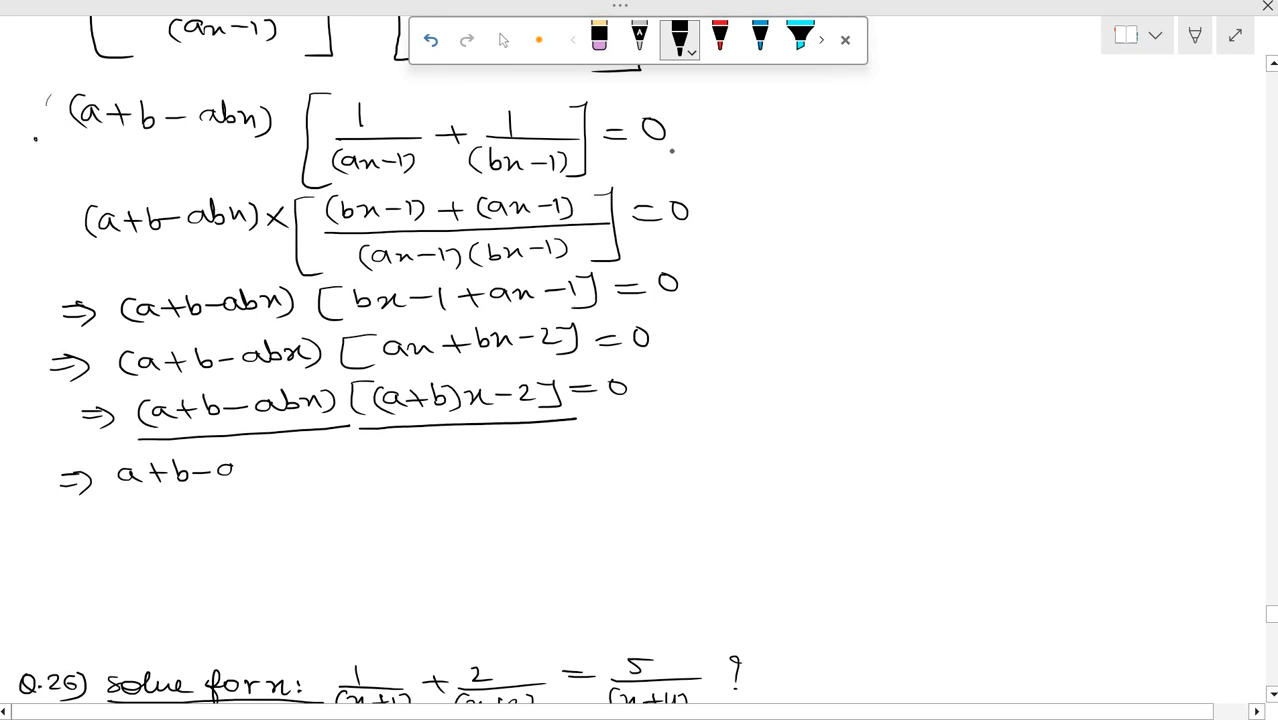 (an-1)
(a+b-abx) [ 1/(ax-1) + 1/(bx-1) ] = 0
(a+b-abx) × [ (bx-1) + (ax-1) / (ax-1)(bx-1) ] = 0
⇒ (a+b-abx) [bx-1+ax-1] = 0
⇒ (a+b-abx) [ax+bx-2] = 0
⇒ (a+b-abx) [(a+b)x-2] = 0
⇒ a+b-a
Q.26) solve for x: 1/(x+1) + 2/ = 5/(x+4) ?